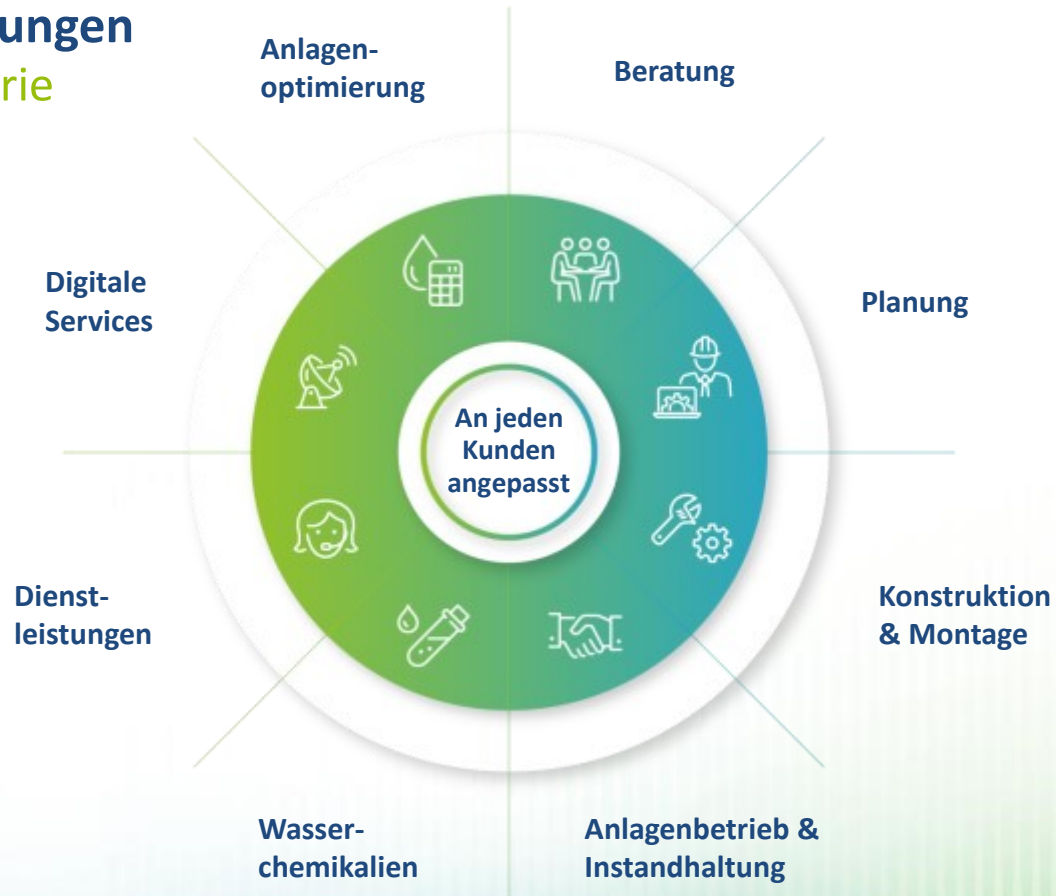 ungen
rie
Anlagen-
optimierung
Beratung
Digitale
Services
Planung
An jeden
Kunden
angepasst
Dienst-
leistungen
Konstruktion
& Montage
Wasser-
chemikalien
Anlagenbetrieb &
Instandhaltung